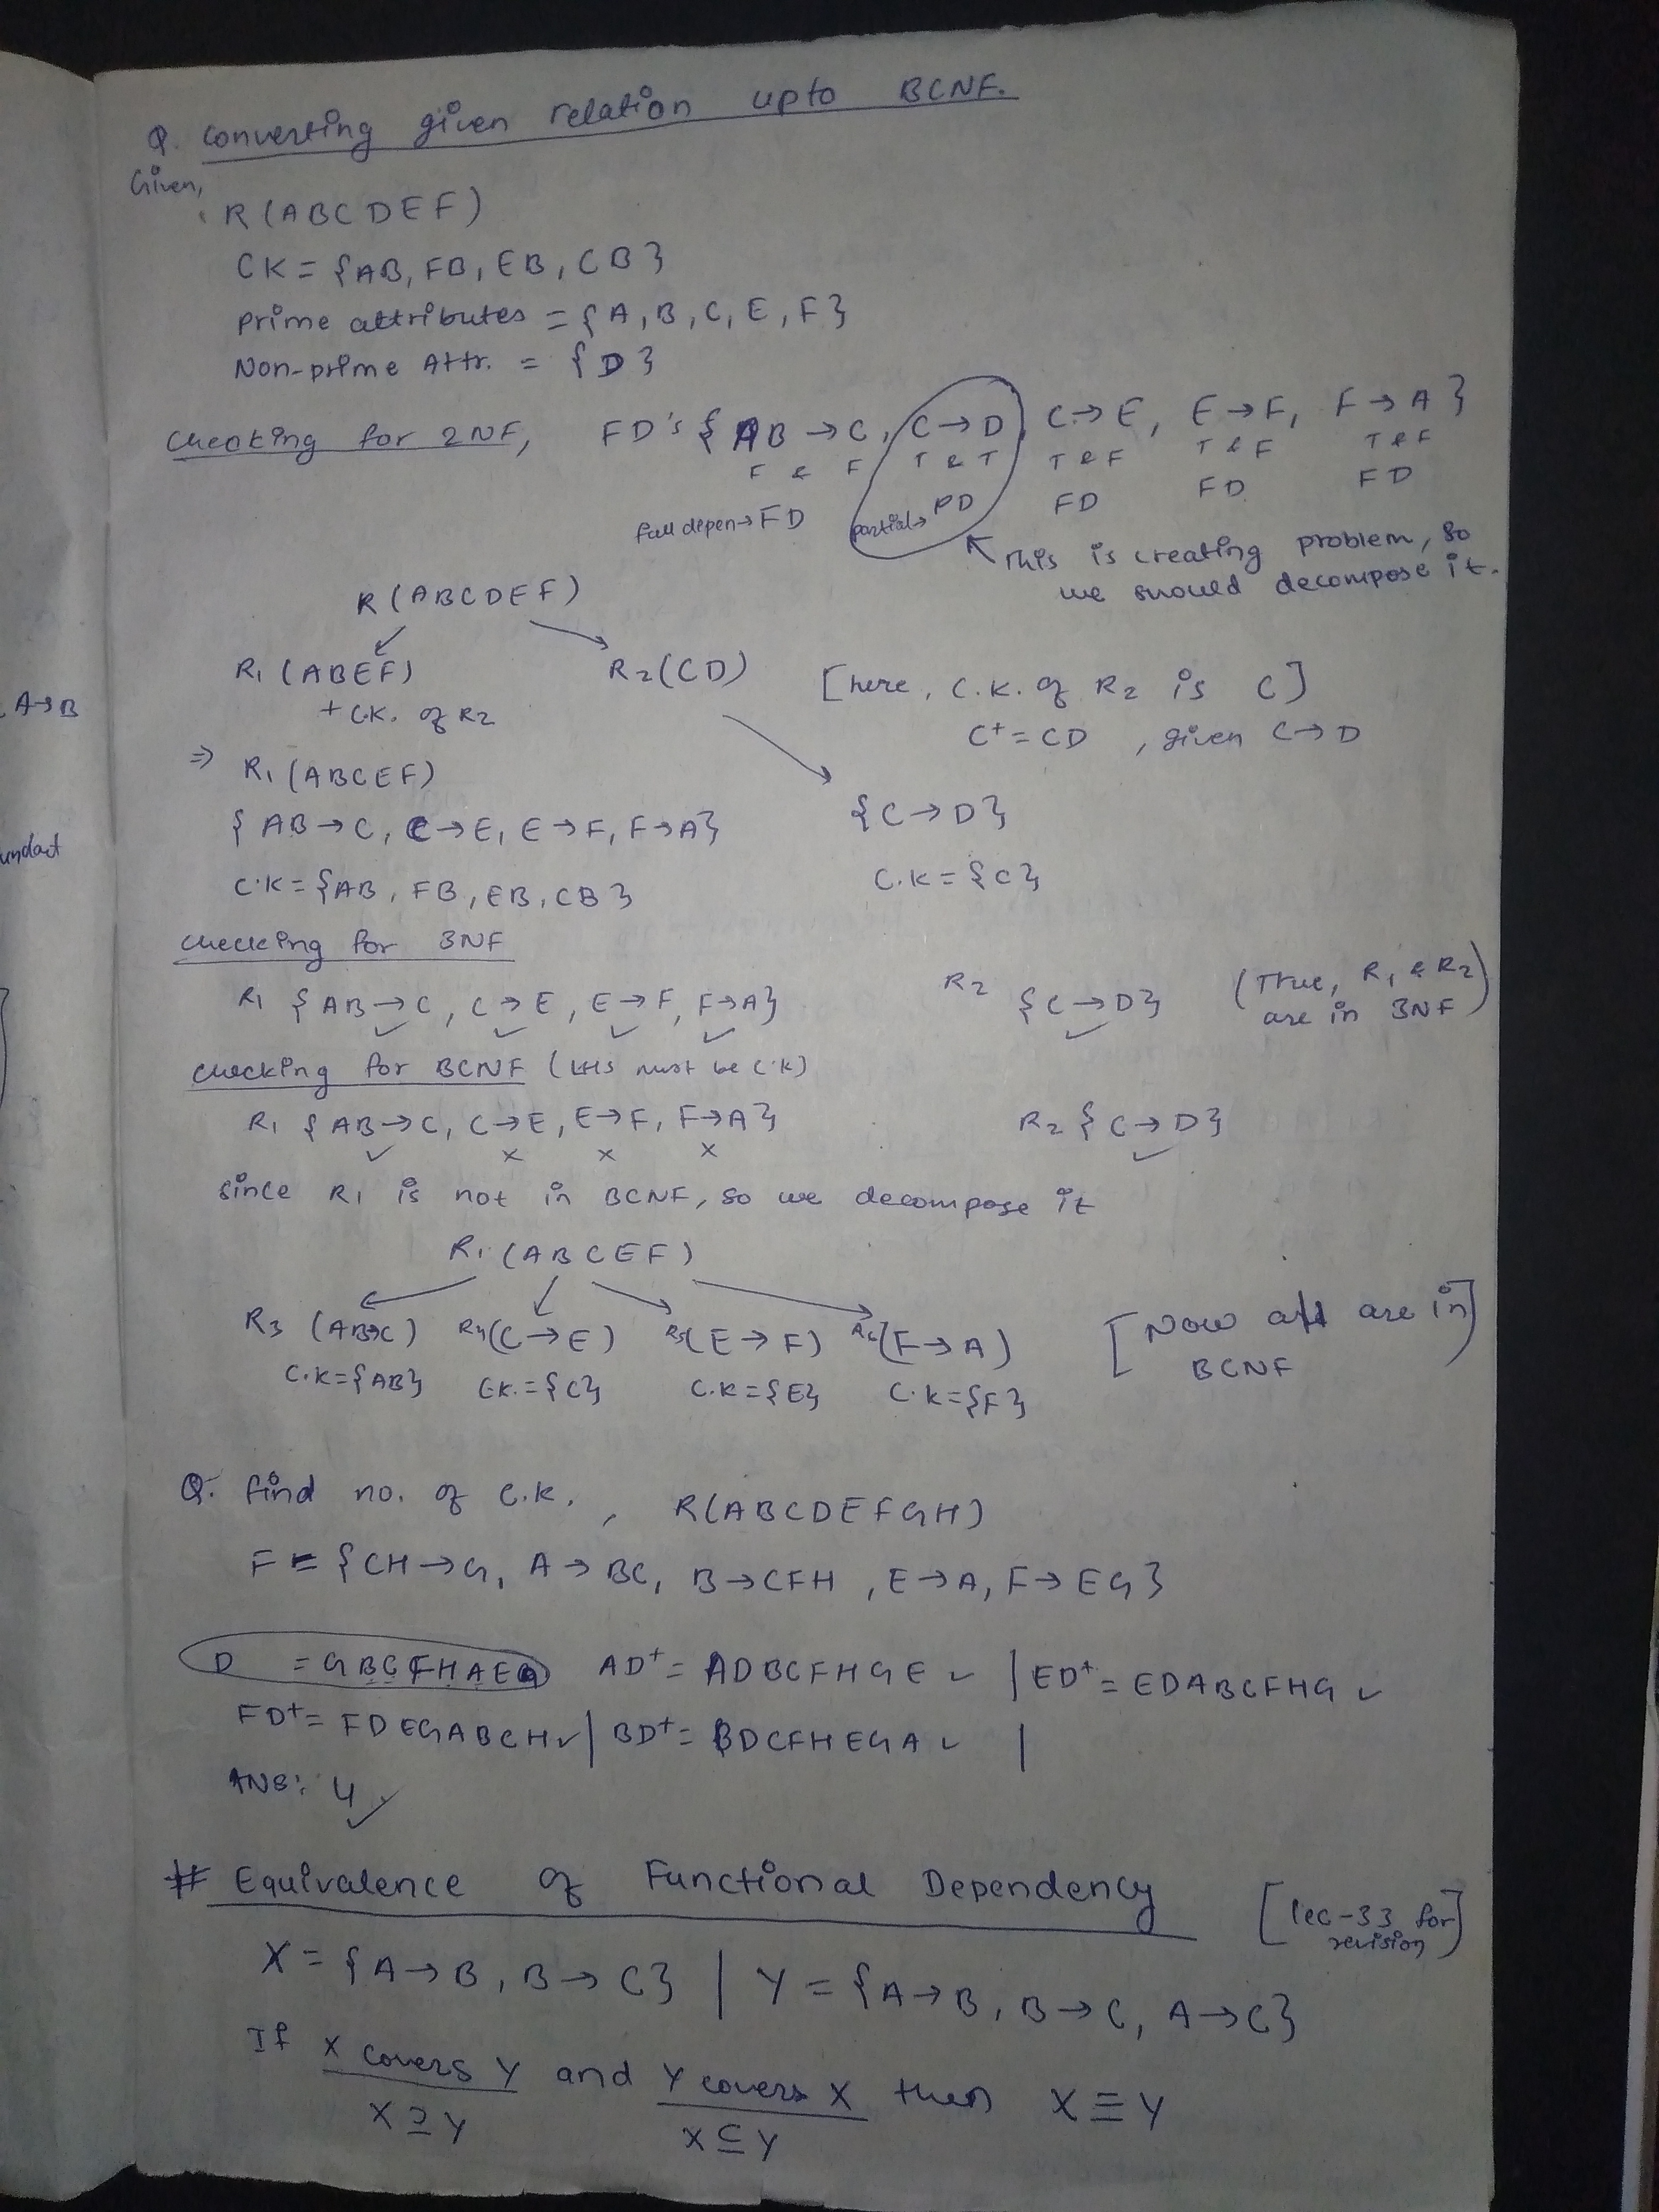 Q. Converting given relation upto BCNF.
Given,
R(ABCDEF)
CK = {AB, FB, EB, CB}
prime attributes = {A, B, C, E, F}
Non-prime Attr. = {D}
Checking for 2NF, FD's {AB → C, C → D, C → E, E → F, F → A}
F & F T & T T & F T & F T & F
full depen → FD partial → PD FD FD FD
This is creating problem, so
we should decompose it.
R(ABCDEF)
R1(ABEF) R2(CD) [here, C.K. of R2 is C]
+ C.K. of R2 C+ = CD, given C → D
⇒ R1(ABCEF)
{AB → C, C → E, E → F, F → A} {C → D}
C.K = {AB, FB, EB, CB} C.K = {C}
checking for 3NF
R1 {AB → C, C → E, E → F, F → A} R2 {C → D} (True, R1 & R2
✓ ✓ ✓ ✓ ✓ are in 3NF)
checking for BCNF (LHS must be C.K)
R1 {AB → C, C → E, E → F, F → A} R2 {C → D}
✓ × × × ✓
since R1 is not in BCNF, so we decompose it
R1(ABCEF)
R3(AB→C) R4(C → E) R5(E → F) R6(F → A) [Now all are in
C.K={AB} C.K.={C} C.K={E} C.K={F} BCNF]
Q. find no. of C.K., R(ABCDEFGH)
F = {CH → G, A → BC, B → CFH, E → A, F → EG}
D = GBCFHAEG AD+ = ADBCFHGE ✓ | ED+ = EDABCFHG ✓
FD+ = FDEGABCH ✓ | BD+ = BDCFHEGA ✓ |
ANS: 4 ✓
# Equivalence of Functional Dependency [lec-33 for
revision]
X = {A → B, B → C} | Y = {A → B, B → C, A → C}
If X covers Y and Y covers X then X ≡ Y
X ⊇ Y X ⊆ Y
A→B
undant